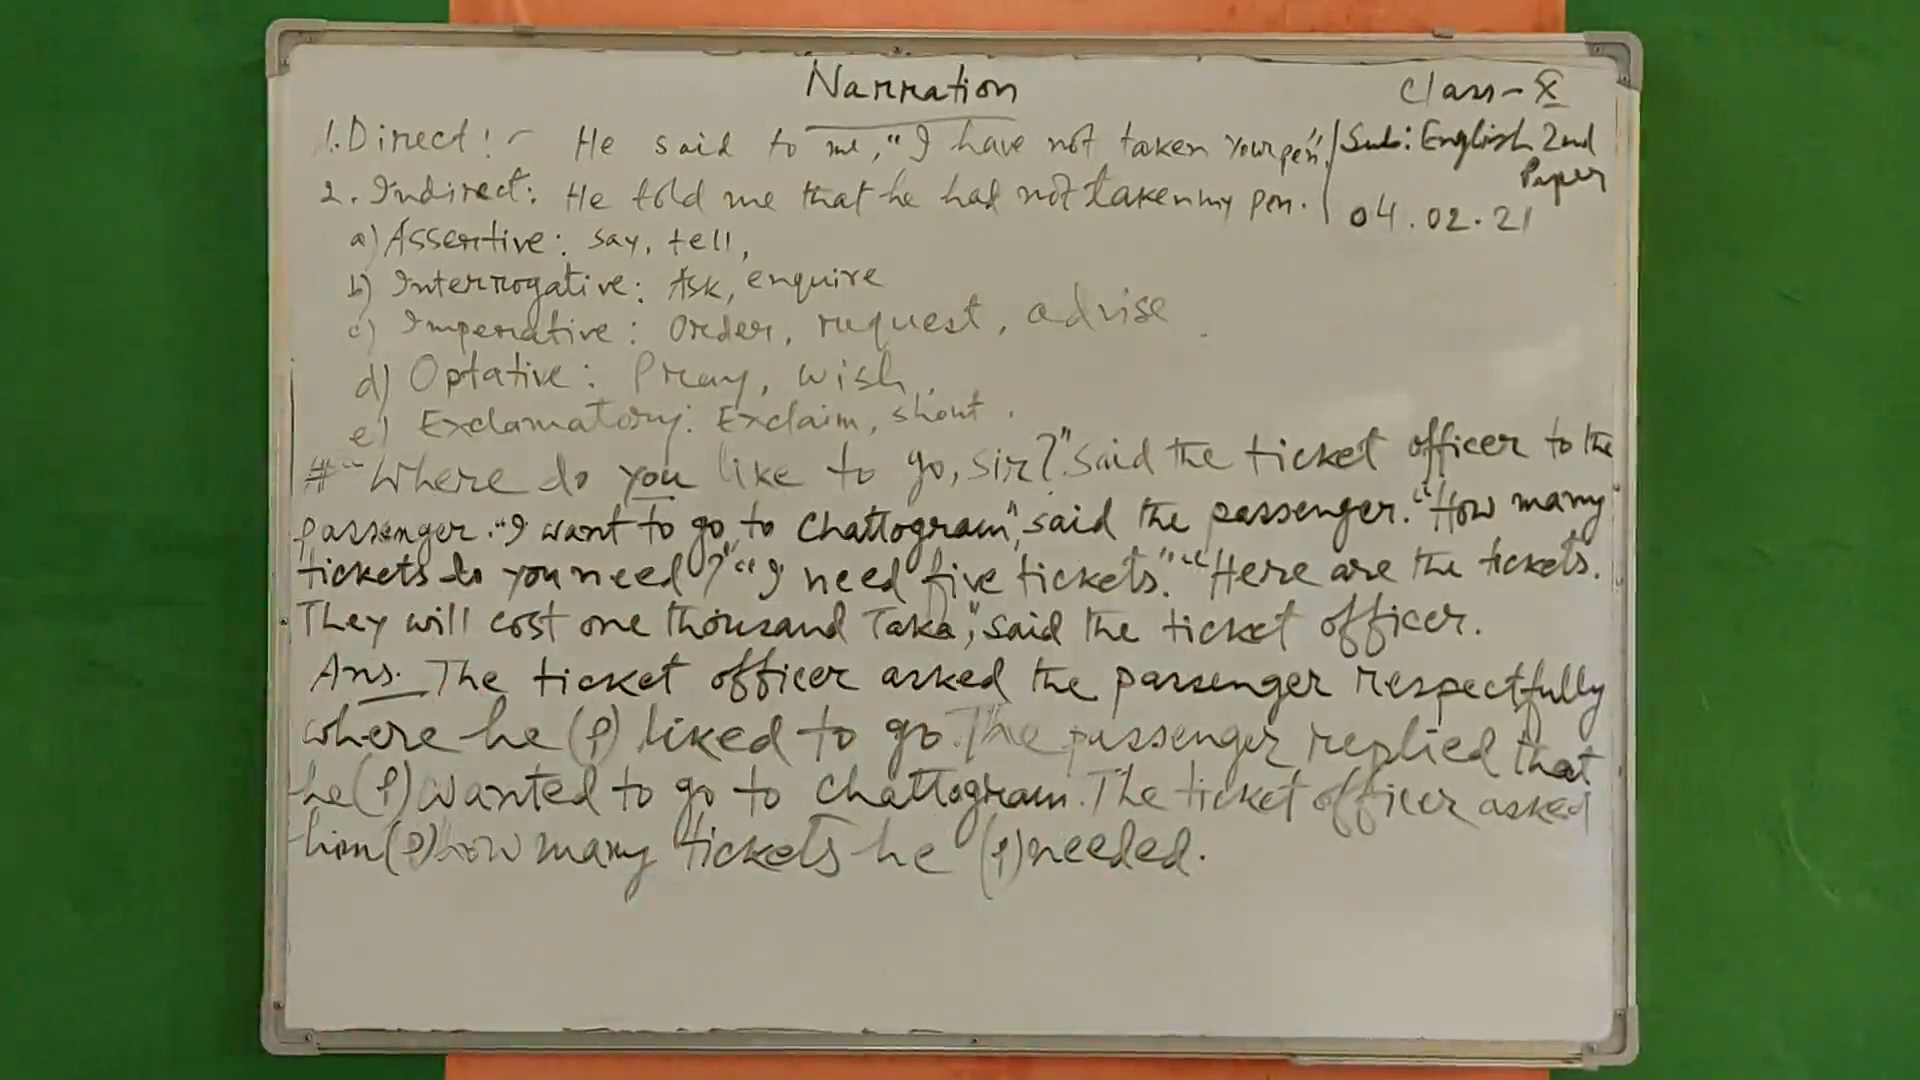 Narration
Class-X
1. Direct:- He said to me, "I have not taken your pen".
Sub: English 2nd
Paper
2. Indirect: He told me that he had not taken my pen.
04.02.21
a) Assertive: say, tell,
b) Interrogative: Ask, enquire
c) Imperative: Order, request, advise
d) Optative: Pray, wish.
e) Exclamatory: Exclaim, shout.
# "Where do you like to go, sir?" said the ticket officer to the
passenger. "I want to go to Chattogram", said the passenger. "How many
tickets do you need?" "I need five tickets." "Here are the tickets.
They will cost one thousand Taka", said the ticket officer.
Ans. The ticket officer asked the passenger respectfully
where he (p) liked to go. The passenger replied that
he (p) wanted to go to Chattogram. The ticket officer asked
him (p) how many tickets he (p) needed.